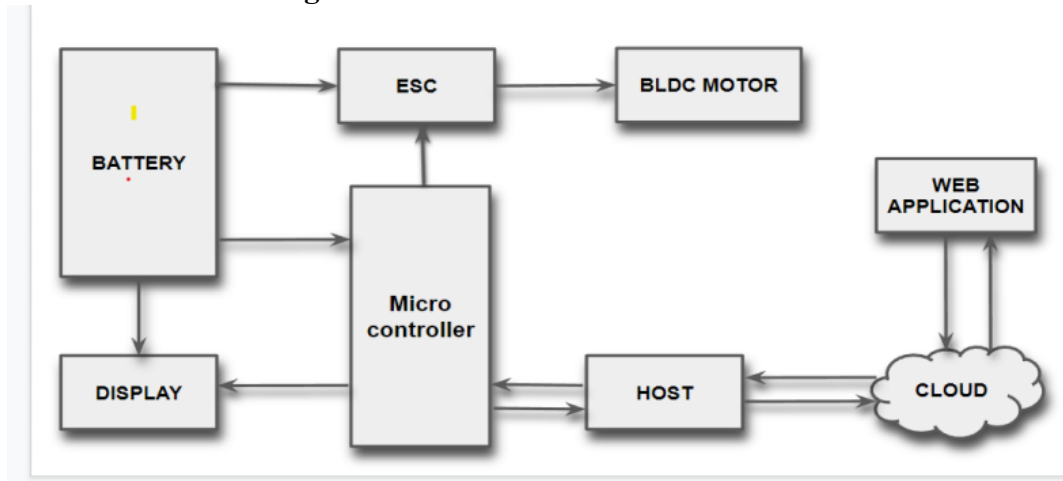 BATTERY
ESC
BLDC MOTOR
WEB
APPLICATION
Micro
controller
DISPLAY
HOST
CLOUD